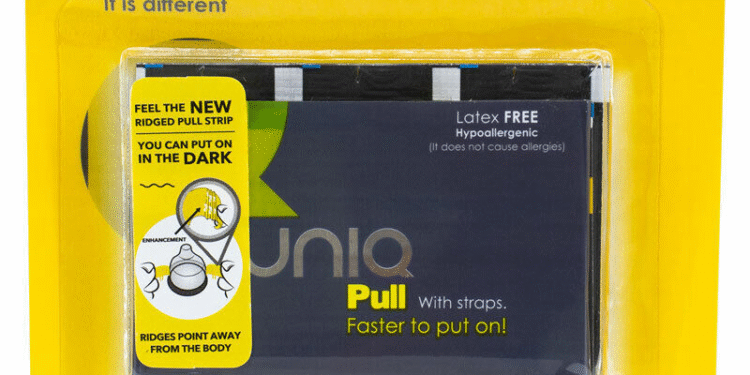 It is different
FEEL THE NEW
RIDGED PULL STRIP
YOU CAN PUT ON
IN THE DARK
ENHANCEMENT
RIDGES POINT AWAY
FROM THE BODY
Latex FREE
Hypoallergenic
(It does not cause allergies)
UNIQ
Pull With straps.
Faster to put on!